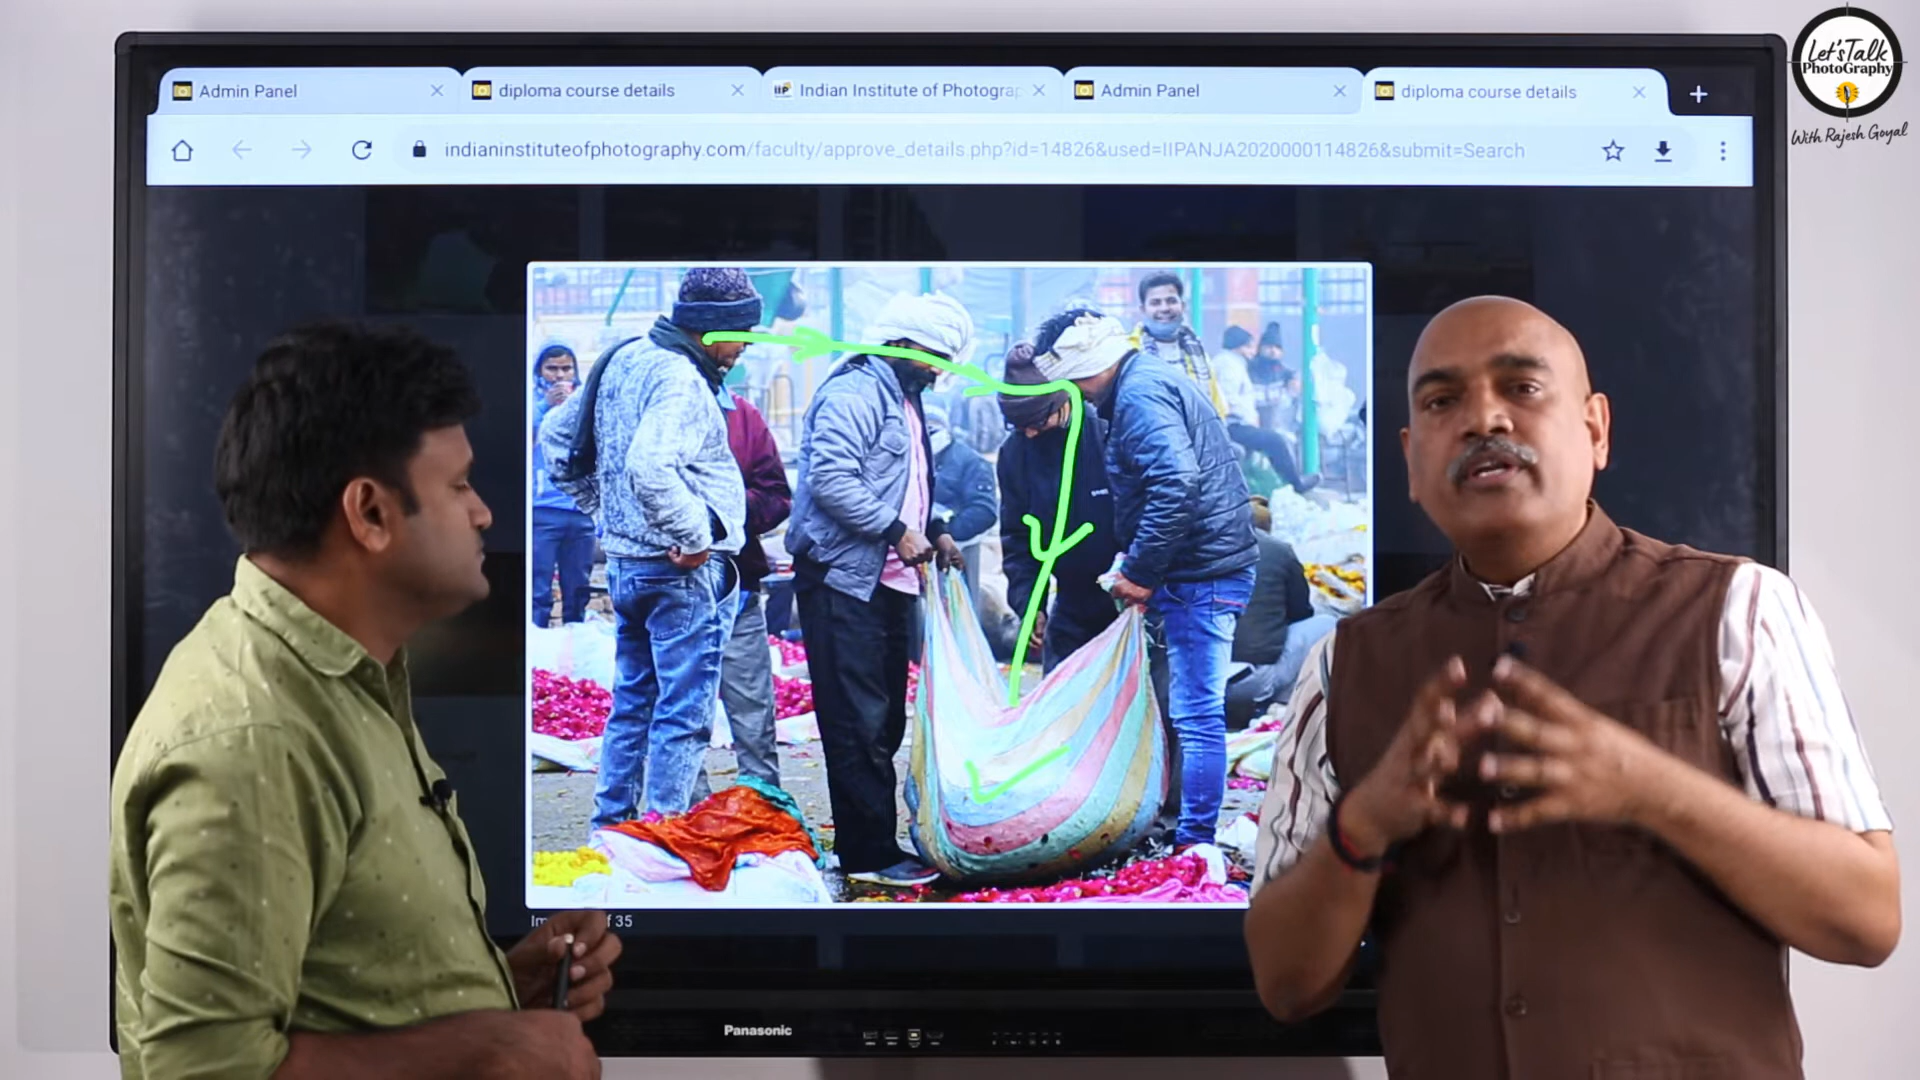 Let's Talk
PHOTOGRAPHY
With Rajesh Goyal
Admin Panel
diploma course details
Indian Institute of Photograp
Admin Panel
diploma course details
indianinstituteofphotography.com/faculty/approve_details.php?id=14826&used=IIPANJA2020000114826&submit=Search
of 35
Panasonic